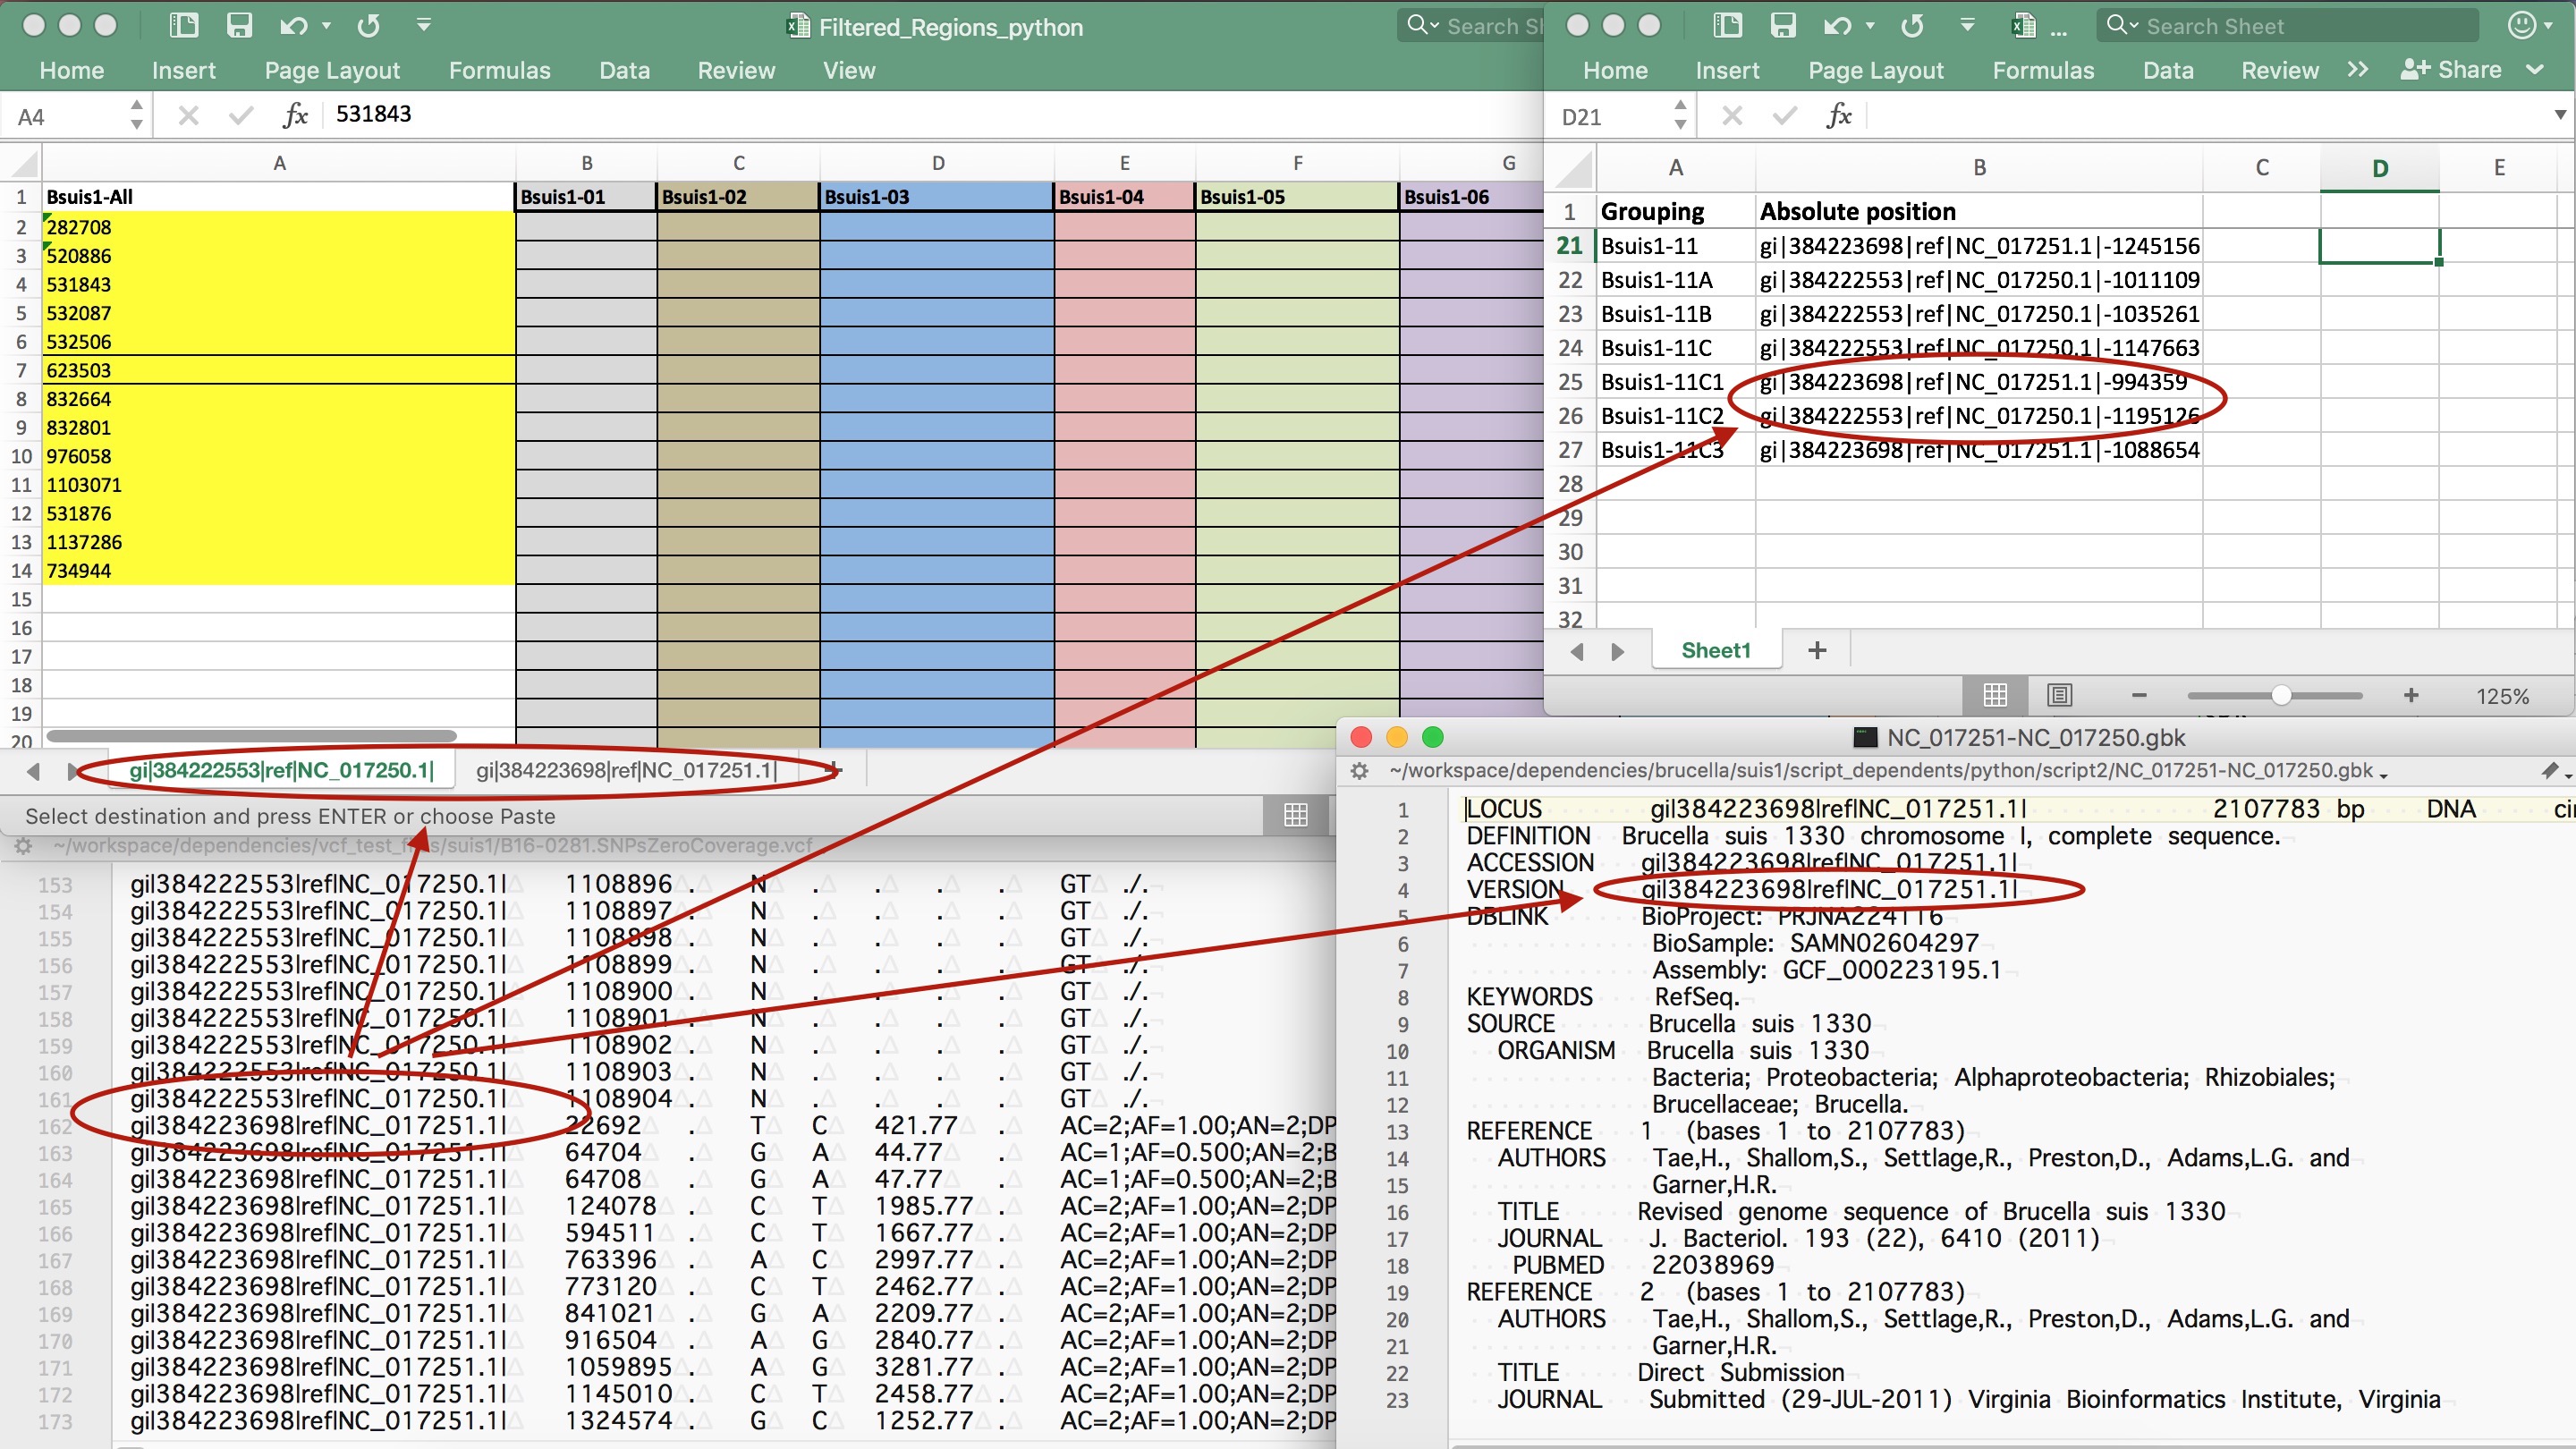 Filtered_Regions_python
Home Insert Page Layout Formulas Data Review View
A4 fx 531843
A B C D E F G
1 Bsuis1-All Bsuis1-01 Bsuis1-02 Bsuis1-03 Bsuis1-04 Bsuis1-05 Bsuis1-06
2 282708
3 520886
4 531843
5 532087
6 532506
7 623503
8 832664
9 832801
10 976058
11 1103071
12 531876
13 1137286
14 734944
15
16
17
18
19
20
gi|384222553|ref|NC_017250.1| gi|384223698|ref|NC_017251.1| +
Select destination and press ENTER or choose Paste
Search Sheet
Home Insert Page Layout Formulas Data Review >> Share
D21 fx
A B C D E
1 Grouping Absolute position
21 Bsuis1-11 gi|384223698|ref|NC_017251.1|-1245156
22 Bsuis1-11A gi|384222553|ref|NC_017250.1|-1011109
23 Bsuis1-11B gi|384222553|ref|NC_017250.1|-1035261
24 Bsuis1-11C gi|384222553|ref|NC_017250.1|-1147663
25 Bsuis1-11C1 gi|384223698|ref|NC_017251.1|-994359
26 Bsuis1-11C2 gi|384222553|ref|NC_017250.1|-1195126
27 Bsuis1-11C3 gi|384223698|ref|NC_017251.1|-1088654
28
29
30
31
32
Sheet1 +
125%
~/workspace/dependencies/vcf_test_files/suis1/B16-0281.SNPsZeroCoverage.vcf
153 gi|384222553|ref|NC_017250.1| 1108896 . N . . . . GT ./.
154 gi|384222553|ref|NC_017250.1| 1108897 . N . . . . GT ./.
155 gi|384222553|ref|NC_017250.1| 1108898 . N . . . . GT ./.
156 gi|384222553|ref|NC_017250.1| 1108899 . N . . . . GT ./.
157 gi|384222553|ref|NC_017250.1| 1108900 . N . . . . GT ./.
158 gi|384222553|ref|NC_017250.1| 1108901 . N . . . . GT ./.
159 gi|384222553|ref|NC_017250.1| 1108902 . N . . . . GT ./.
160 gi|384222553|ref|NC_017250.1| 1108903 . N . . . . GT ./.
161 gi|384222553|ref|NC_017250.1| 1108904 . N . . . . GT ./.
162 gi|384223698|ref|NC_017251.1| 22692 . T C 421.77 . AC=2;AF=1.00;AN=2;DP
163 gi|384223698|ref|NC_017251.1| 64704 . G A 44.77 . AC=1;AF=0.500;AN=2;B
164 gi|384223698|ref|NC_017251.1| 64708 . G A 47.77 . AC=1;AF=0.500;AN=2;B
165 gi|384223698|ref|NC_017251.1| 124078 . C T 1985.77 . AC=2;AF=1.00;AN=2;DP
166 gi|384223698|ref|NC_017251.1| 594511 . C T 1667.77 . AC=2;AF=1.00;AN=2;DP
167 gi|384223698|ref|NC_017251.1| 763396 . A C 2997.77 . AC=2;AF=1.00;AN=2;DP
168 gi|384223698|ref|NC_017251.1| 773120 . C T 2462.77 . AC=2;AF=1.00;AN=2;DP
169 gi|384223698|ref|NC_017251.1| 841021 . G A 2209.77 . AC=2;AF=1.00;AN=2;DP
170 gi|384223698|ref|NC_017251.1| 916504 . A G 2840.77 . AC=2;AF=1.00;AN=2;DP
171 gi|384223698|ref|NC_017251.1| 1059895 . A G 3281.77 . AC=2;AF=1.00;AN=2;DP
172 gi|384223698|ref|NC_017251.1| 1145010 . C T 2458.77 . AC=2;AF=1.00;AN=2;DP
173 gi|384223698|ref|NC_017251.1| 1324574 . G C 1252.77 . AC=2;AF=1.00;AN=2;DP
NC_017251-NC_017250.gbk
~/workspace/dependencies/brucella/suis1/script_dependents/python/script2/NC_017251-NC_017250.gbk
1 LOCUS gi|384223698|ref|NC_017251.1| 2107783 bp DNA cir
2 DEFINITION Brucella suis 1330 chromosome I, complete sequence.
3 ACCESSION gi|384223698|ref|NC_017251.1|
4 VERSION gi|384223698|ref|NC_017251.1|
5 DBLINK BioProject: PRJNA224116
6 BioSample: SAMN02604297
7 Assembly: GCF_000223195.1
8 KEYWORDS RefSeq.
9 SOURCE Brucella suis 1330
10 ORGANISM Brucella suis 1330
11 Bacteria; Proteobacteria; Alphaproteobacteria; Rhizobiales;
12 Brucellaceae; Brucella.
13 REFERENCE 1 (bases 1 to 2107783)
14 AUTHORS Tae,H., Shallom,S., Settlage,R., Preston,D., Adams,L.G. and
15 Garner,H.R.
16 TITLE Revised genome sequence of Brucella suis 1330
17 JOURNAL J. Bacteriol. 193 (22), 6410 (2011)
18 PUBMED 22038969
19 REFERENCE 2 (bases 1 to 2107783)
20 AUTHORS Tae,H., Shallom,S., Settlage,R., Preston,D., Adams,L.G. and
21 Garner,H.R.
22 TITLE Direct Submission
23 JOURNAL Submitted (29-JUL-2011) Virginia Bioinformatics Institute, Virginia